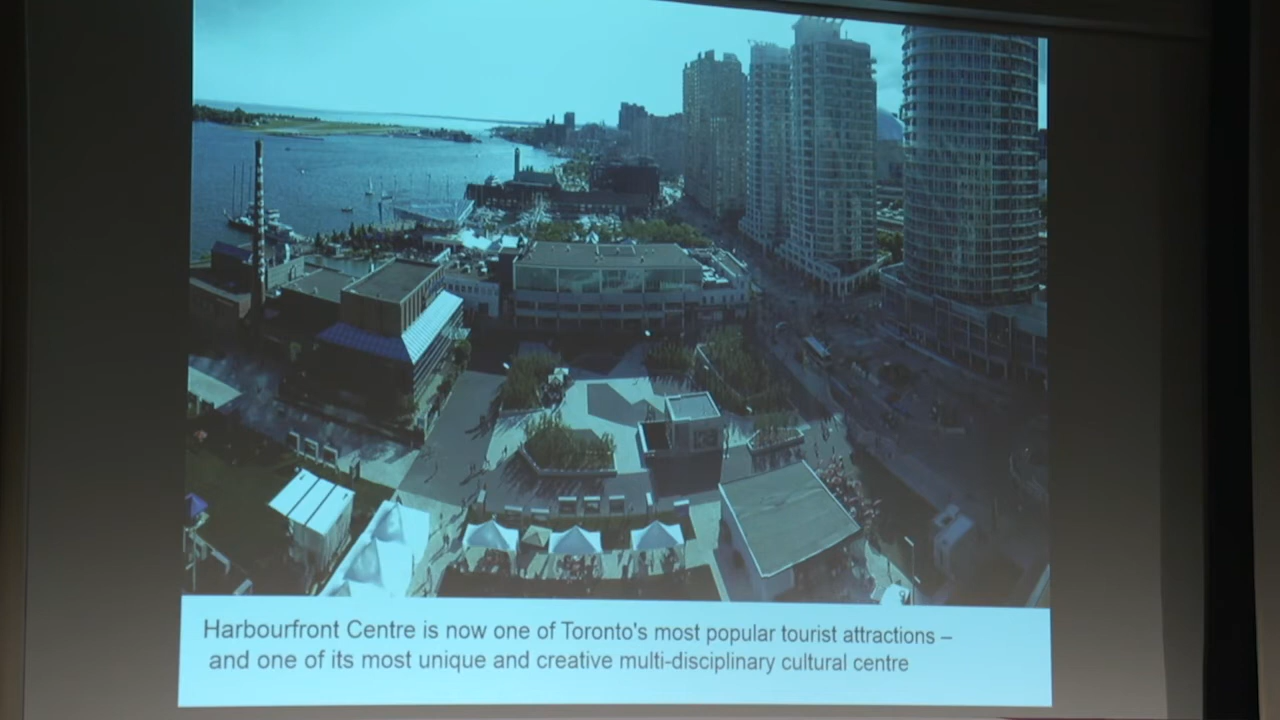 Harbourfront Centre is now one of Toronto's most popular tourist attractions –
and one of its most unique and creative multi-disciplinary cultural centre